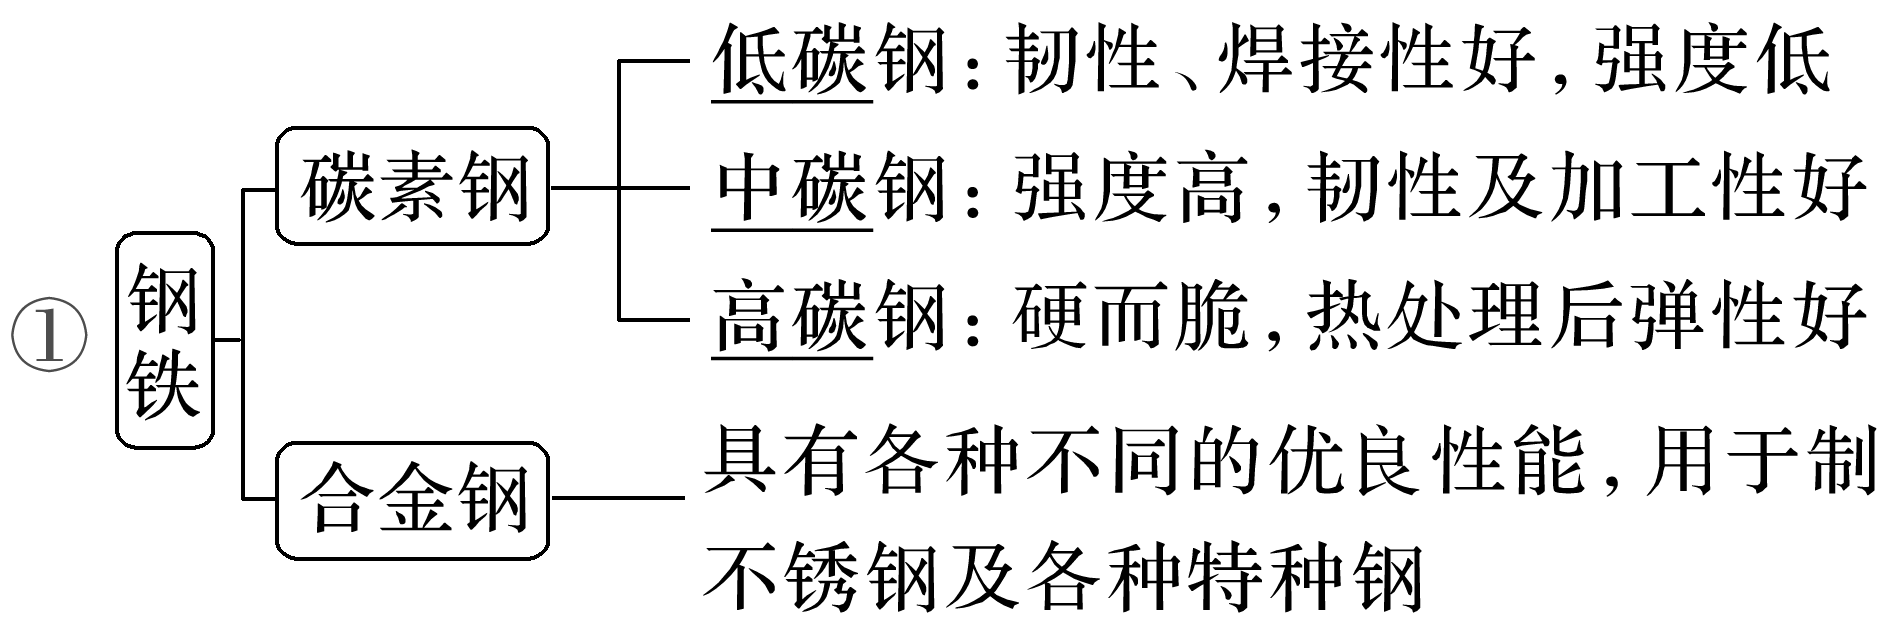 ①
钢铁
碳素钢
低碳钢：韧性、焊接性好，强度低
中碳钢：强度高，韧性及加工性好
高碳钢：硬而脆，热处理后弹性好
合金钢
具有各种不同的优良性能，用于制
不锈钢及各种特种钢